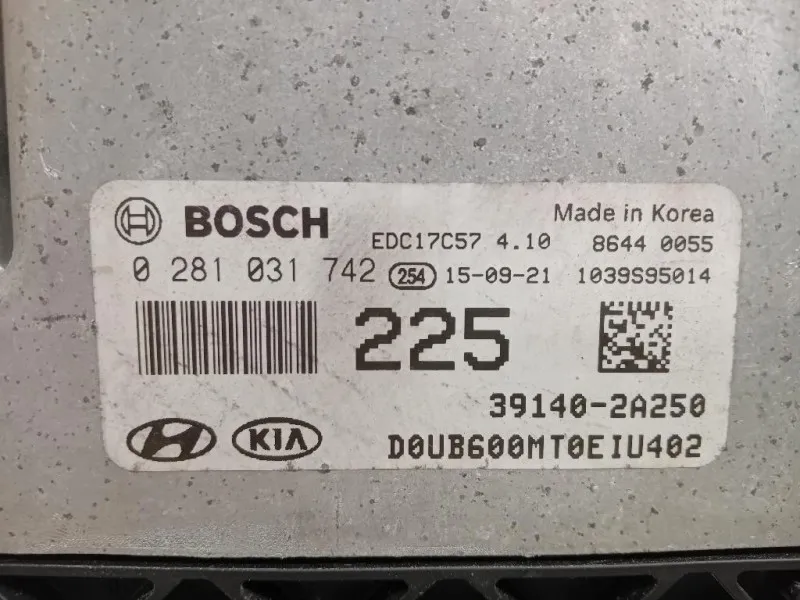 BOSCH
Made in Korea
EDC17C57 4.10 8644 0055
0 281 031 742 254 15-09-21 1039S95014
225
39140-2A250
KIA D0UB600MT0EIU402